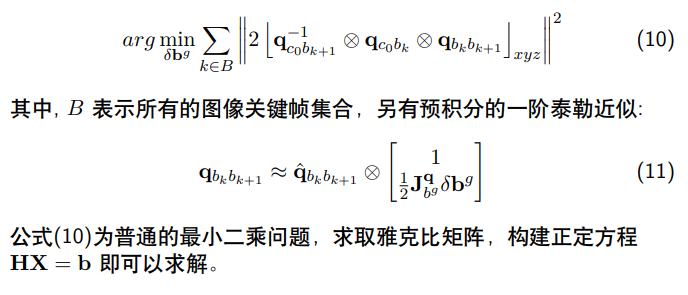 $$arg \min_{\delta \mathbf{b}^g} \sum_{k \in B} \left\| 2 \left\lfloor \mathbf{q}_{c_0 b_{k+1}}^{-1} \otimes \mathbf{q}_{c_0 b_k} \otimes \mathbf{q}_{b_k b_{k+1}} \right\rfloor_{xyz} \right\|^2 \quad (10)$$
其中, $B$ 表示所有的图像关键帧集合，另有预积分的一阶泰勒近似:
$$\mathbf{q}_{b_k b_{k+1}} \approx \hat{\mathbf{q}}_{b_k b_{k+1}} \otimes \begin{bmatrix} 1 \\ \frac{1}{2} \mathbf{J}_{b^g}^{\mathbf{q}} \delta \mathbf{b}^g \end{bmatrix} \quad (11)$$
公式(10)为普通的最小二乘问题，求取雅克比矩阵，构建正定方程
$\mathbf{HX} = \mathbf{b}$ 即可以求解。